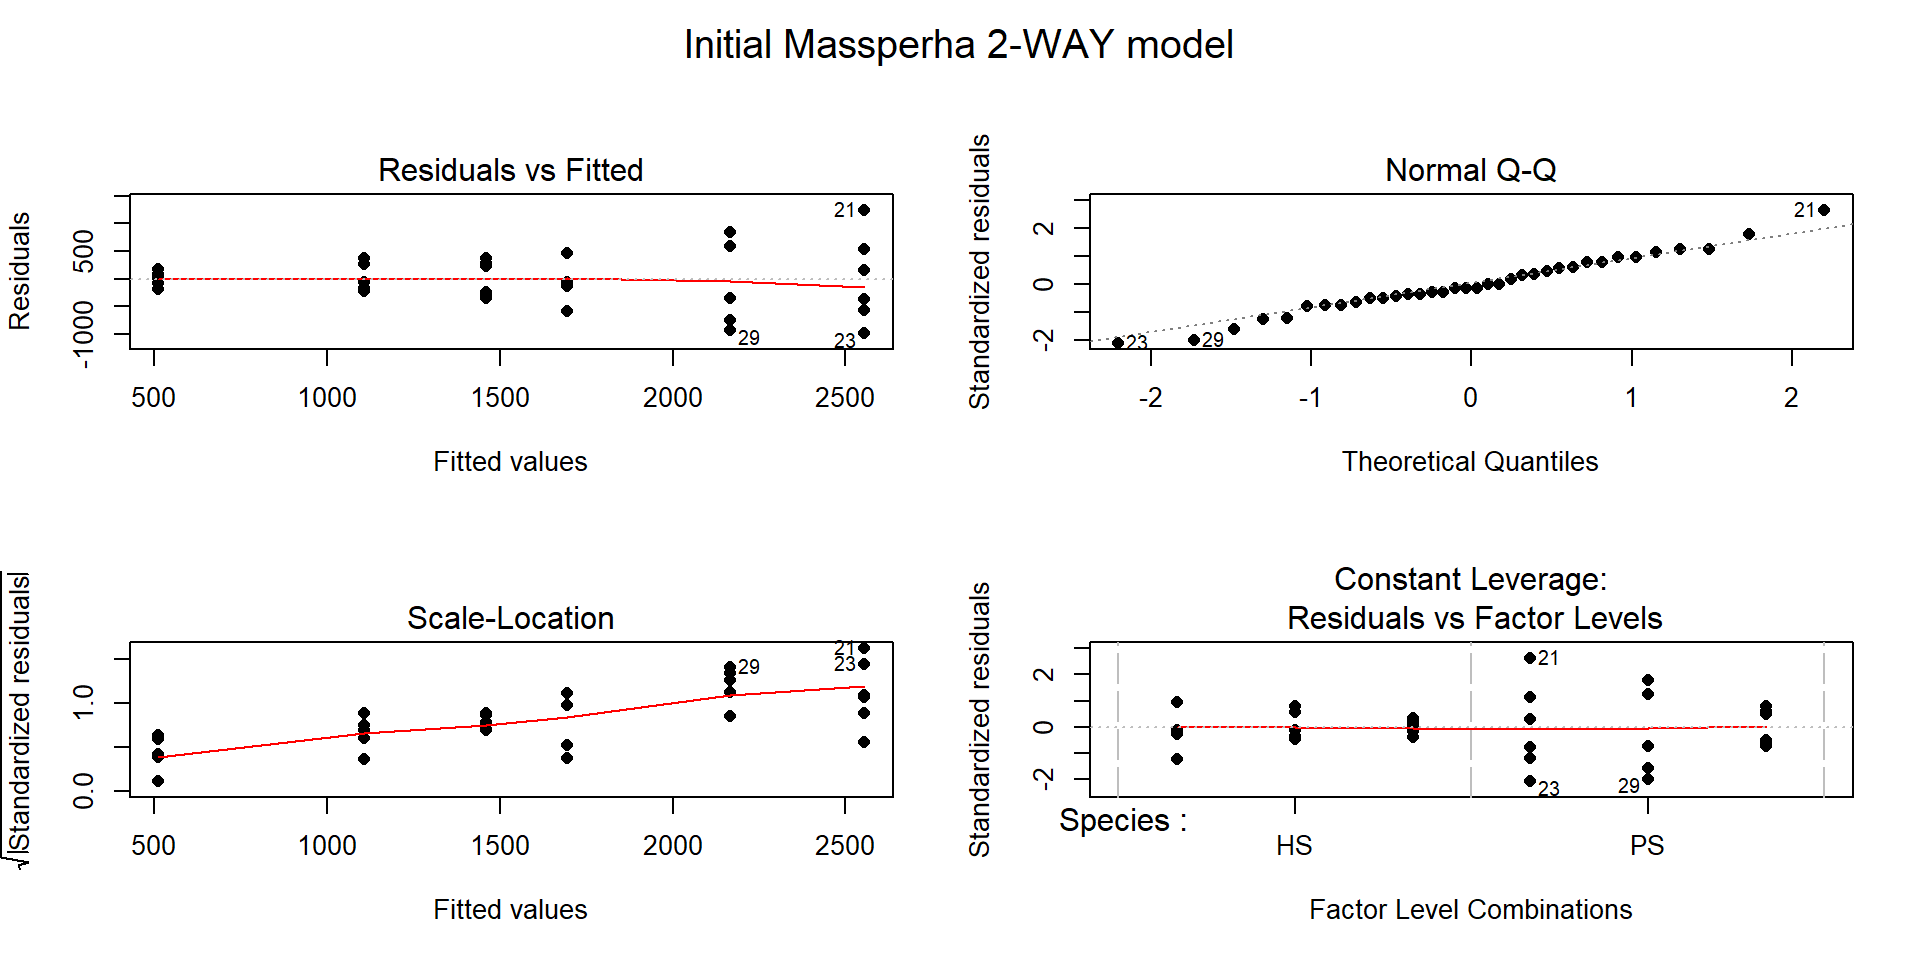 Initial Massperha 2-WAY model
Residuals vs Fitted
Residuals
500
-1000
21
29
23
500 1000 1500 2000 2500
Fitted values
Normal Q-Q
Standardized residuals
2
0
-2
21
23
29
-2 -1 0 1 2
Theoretical Quantiles
Scale-Location
√|Standardized residuals|
1.0
0.0
21
29
23
500 1000 1500 2000 2500
Fitted values
Constant Leverage:
Residuals vs Factor Levels
Standardized residuals
2
0
-2
21
23
29
Species :
HS PS
Factor Level Combinations